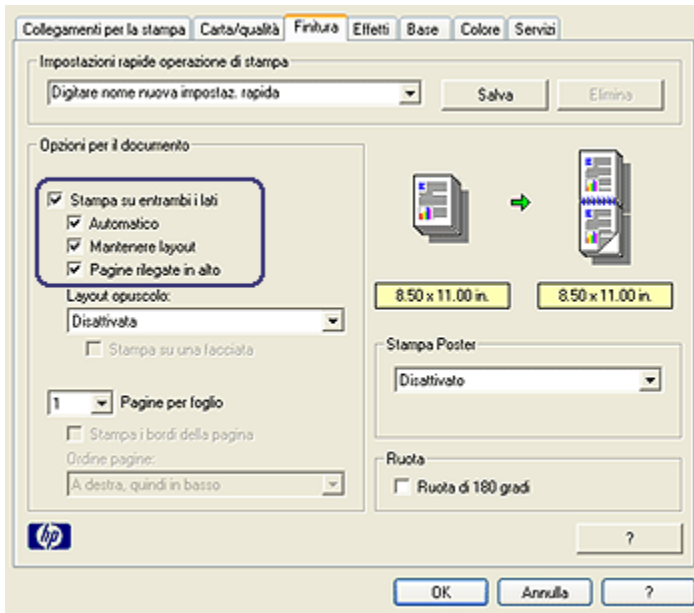 Collegamenti per la stampa Carta/qualità Finitura Effetti Base Colore Servizi
Impostazioni rapide operazione di stampa
Digitare nome nuova impostaz. rapida Salva Elimina
Opzioni per il documento
Stampa su entrambi i lati
Automatico
Mantenere layout
Pagine rilegate in alto
Layout opuscolo:
Disattivata
Stampa su una facciata
1 Pagine per foglio
Stampa i bordi della pagina
Ordine pagine:
A destra, quindi in basso
8.50 x 11.00 in. 8.50 x 11.00 in.
Stampa Poster
Disattivato
Ruota
Ruota di 180 gradi
hp ?
OK Annulla ?